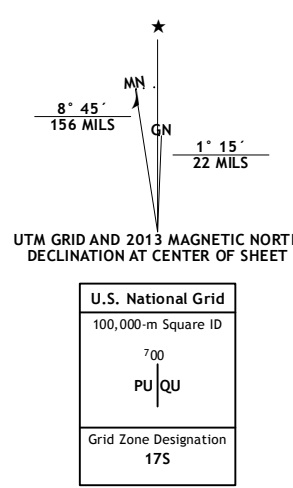 ★
MN
8° 45´
156 MILS
GN
1° 15´
22 MILS
UTM GRID AND 2013 MAGNETIC NORTH
DECLINATION AT CENTER OF SHEET
U.S. National Grid
100,000-m Square ID
⁷00
PU QU
Grid Zone Designation
17S